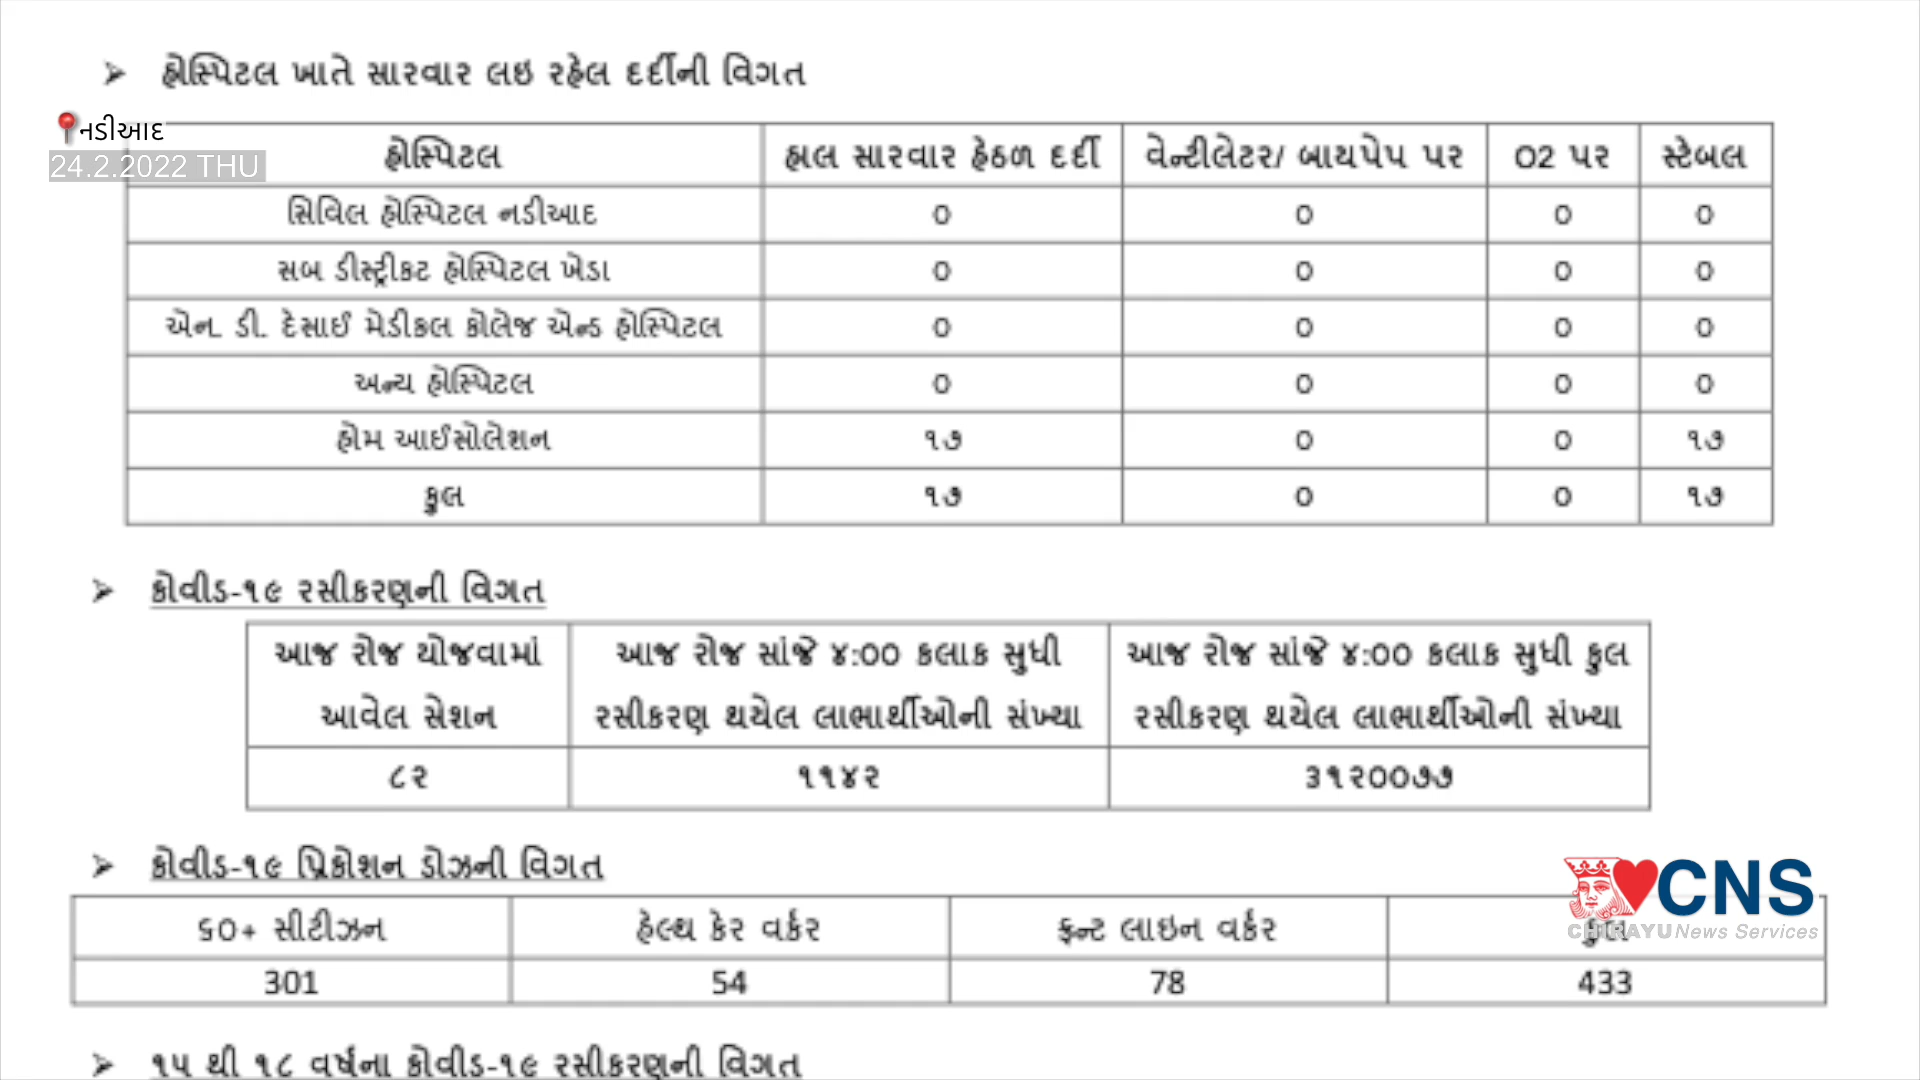 ➢ હોસ્પિટલ ખાતે સારવાર લઇ રહેલ દર્દીની વિગત
નડીઆદ
24.2.2022 THU
હોસ્પિટલ હાલ સારવાર હેઠળ દર્દી વેન્ટીલેટર/ બાયપેપ પર O2 પર સ્ટેબલ
સિવિલ હોસ્પિટલ નડીઆદ ૦ ૦ ૦ ૦
સબ ડીસ્ટ્રીકટ હોસ્પિટલ ખેડા ૦ ૦ ૦ ૦
એન. ડી. દેસાઈ મેડીકલ કોલેજ એન્ડ હોસ્પિટલ ૦ ૦ ૦ ૦
અન્ય હોસ્પિટલ ૦ ૦ ૦ ૦
હોમ આઈસોલેશન ૧૭ ૦ ૦ ૧૭
કુલ ૧૭ ૦ ૦ ૧૭
➢ કોવીડ-૧૯ રસીકરણની વિગત
આજ રોજ યોજવામાં આજ રોજ સાંજે ૪:૦૦ કલાક સુધી આજ રોજ સાંજે ૪:૦૦ કલાક સુધી કુલ
આવેલ સેશન રસીકરણ થયેલ લાભાર્થીઓની સંખ્યા રસીકરણ થયેલ લાભાર્થીઓની સંખ્યા
૮૨ ૧૧૪૨ ૩૧૨૦૦૭૭
➢ કોવીડ-૧૯ પ્રિકોશન ડોઝની વિગત
CNS
૬૦+ સીટીઝન હેલ્થ કેર વર્કર ફ્રન્ટ લાઇન વર્કર કુલ
CHIRAYU News Services
301 54 78 433
➢ ૧૫ થી ૧૮ વર્ષના કોવીડ-૧૯ રસીકરણની વિગત